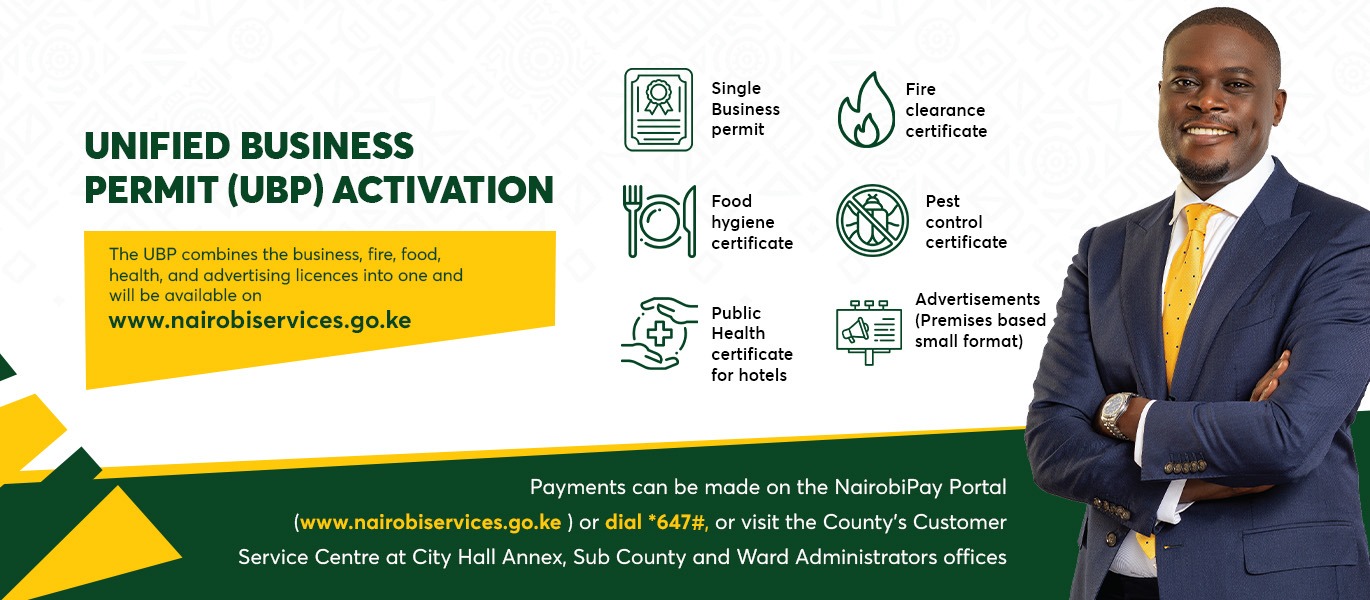 UNIFIED BUSINESS
PERMIT (UBP) ACTIVATION
The UBP combines the business, fire, food,
health, and advertising licences into one and
will be available on
www.nairobiservices.go.ke
Single
Business
permit
Fire
clearance
certificate
Food
hygiene
certificate
Pest
control
certificate
Public
Health
certificate
for hotels
Advertisements
(Premises based
small format)
Payments can be made on the NairobiPay Portal
(www.nairobiservices.go.ke ) or dial *647#, or visit the County's Customer
Service Centre at City Hall Annex, Sub County and Ward Administrators offices